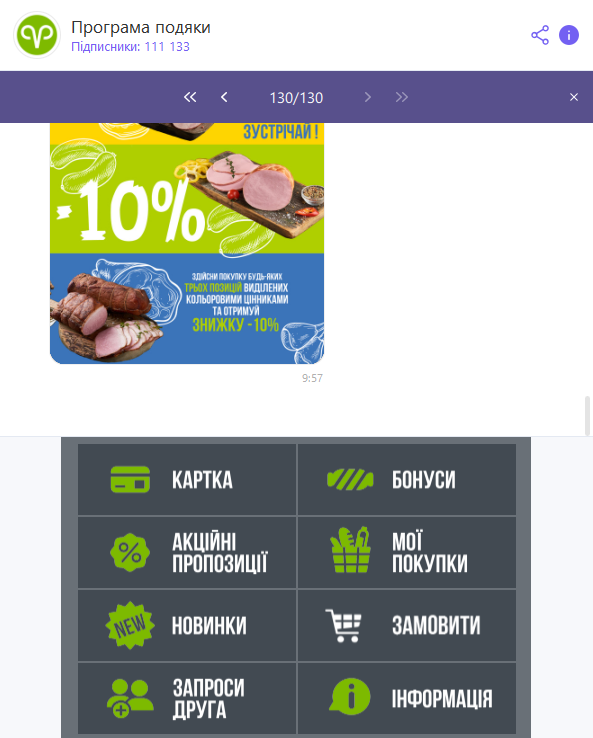 Програма подяки
Підписники: 111 133
130/130
ЗУСТРІЧАЙ !
-10%
ЗДІЙСНИ ПОКУПКУ БУДЬ-ЯКИХ
ТРЬОХ ПОЗИЦІЙ ВИДІЛЕНИХ
КОЛЬОРОВИМИ ЦІННИКАМИ
ТА ОТРИМУЙ
ЗНИЖКУ -10%
9:57
КАРТКА
БОНУСИ
АКЦІЙНІ
ПРОПОЗИЦІЇ
МОЇ
ПОКУПКИ
NEW
НОВИНКИ
ЗАМОВИТИ
ЗАПРОСИ
ДРУГА
ІНФОРМАЦІЯ